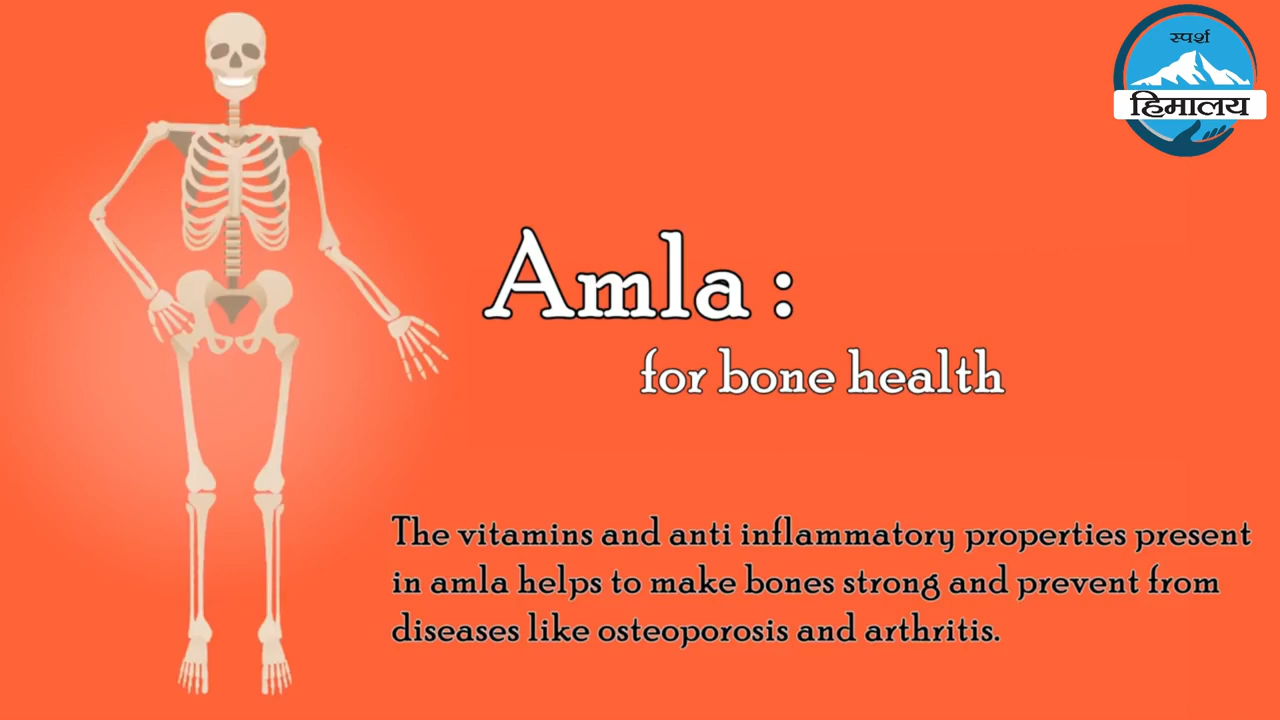 स्पर्श
हिमालय
Amla :
for bone health
The vitamins and anti inflammatory properties present
in amla helps to make bones strong and prevent from
diseases like osteoporosis and arthritis.